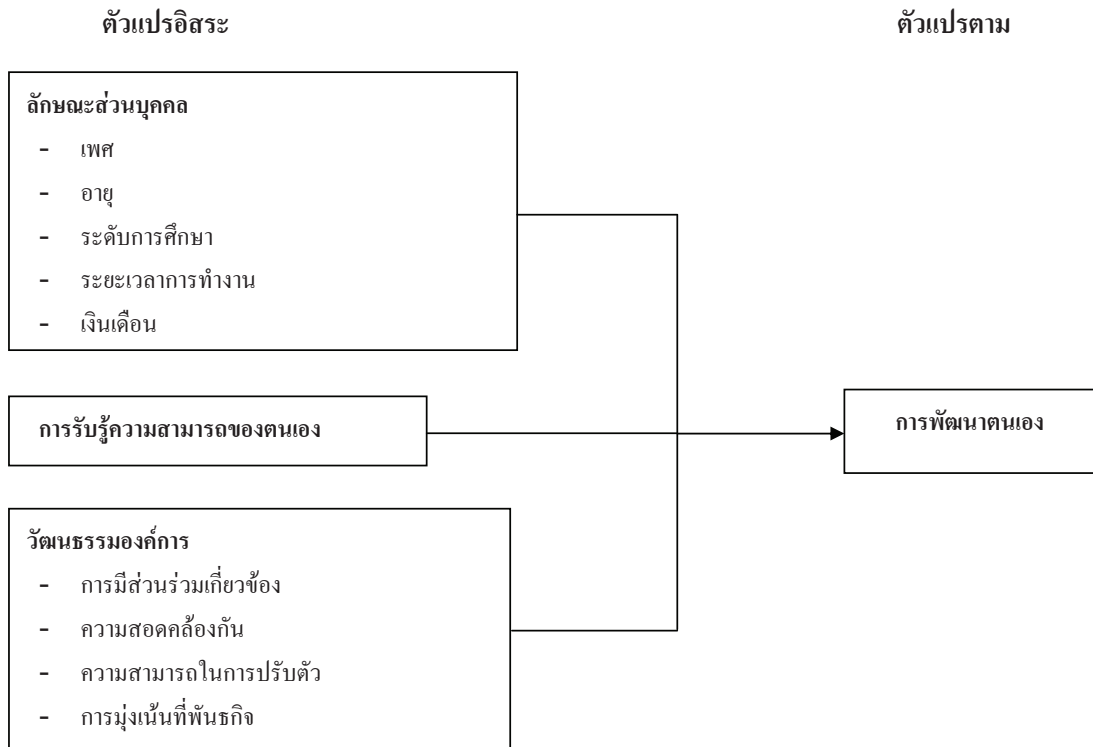 ตัวแปรอิสระ
ตัวแปรตาม
ลักษณะส่วนบุคคล
- เพศ
- อายุ
- ระดับการศึกษา
- ระยะเวลาการทำงาน
- เงินเดือน
การรับรู้ความสามารถของตนเอง
การพัฒนาตนเอง
วัฒนธรรมองค์การ
- การมีส่วนร่วมเกี่ยวข้อง
- ความสอดคล้องกัน
- ความสามารถในการปรับตัว
- การมุ่งเน้นที่พันธกิจ